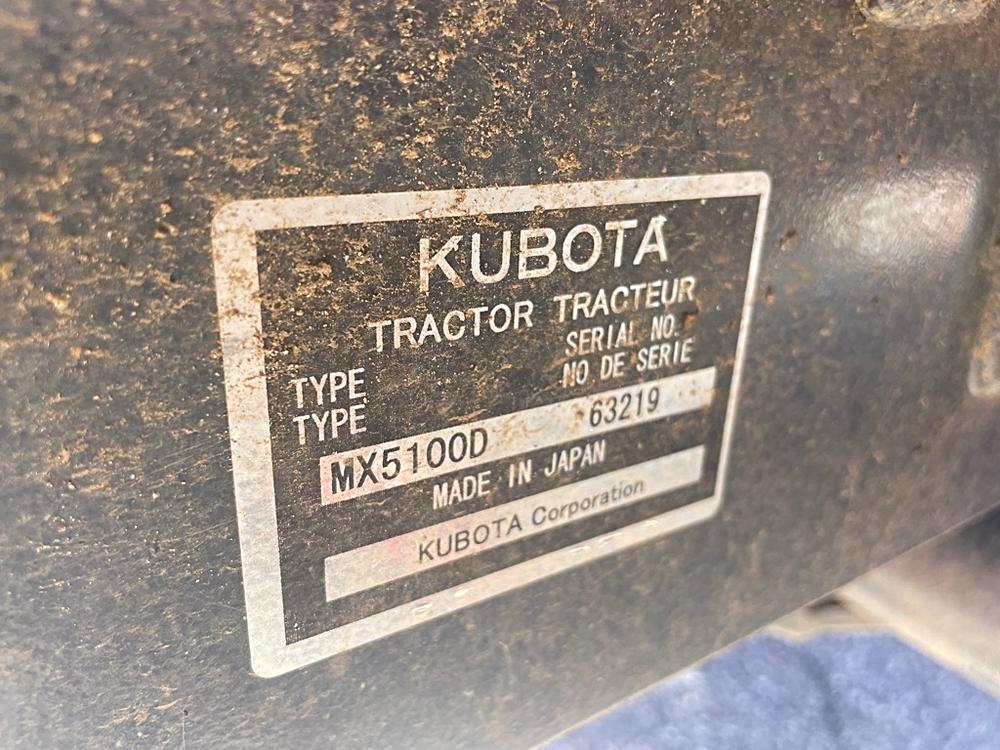 KUBOTA
TRACTOR TRACTEUR
TYPE SERIAL NO.
TYPE NO DE SERIE
MX5100D 63219
MADE IN JAPAN
KUBOTA Corporation